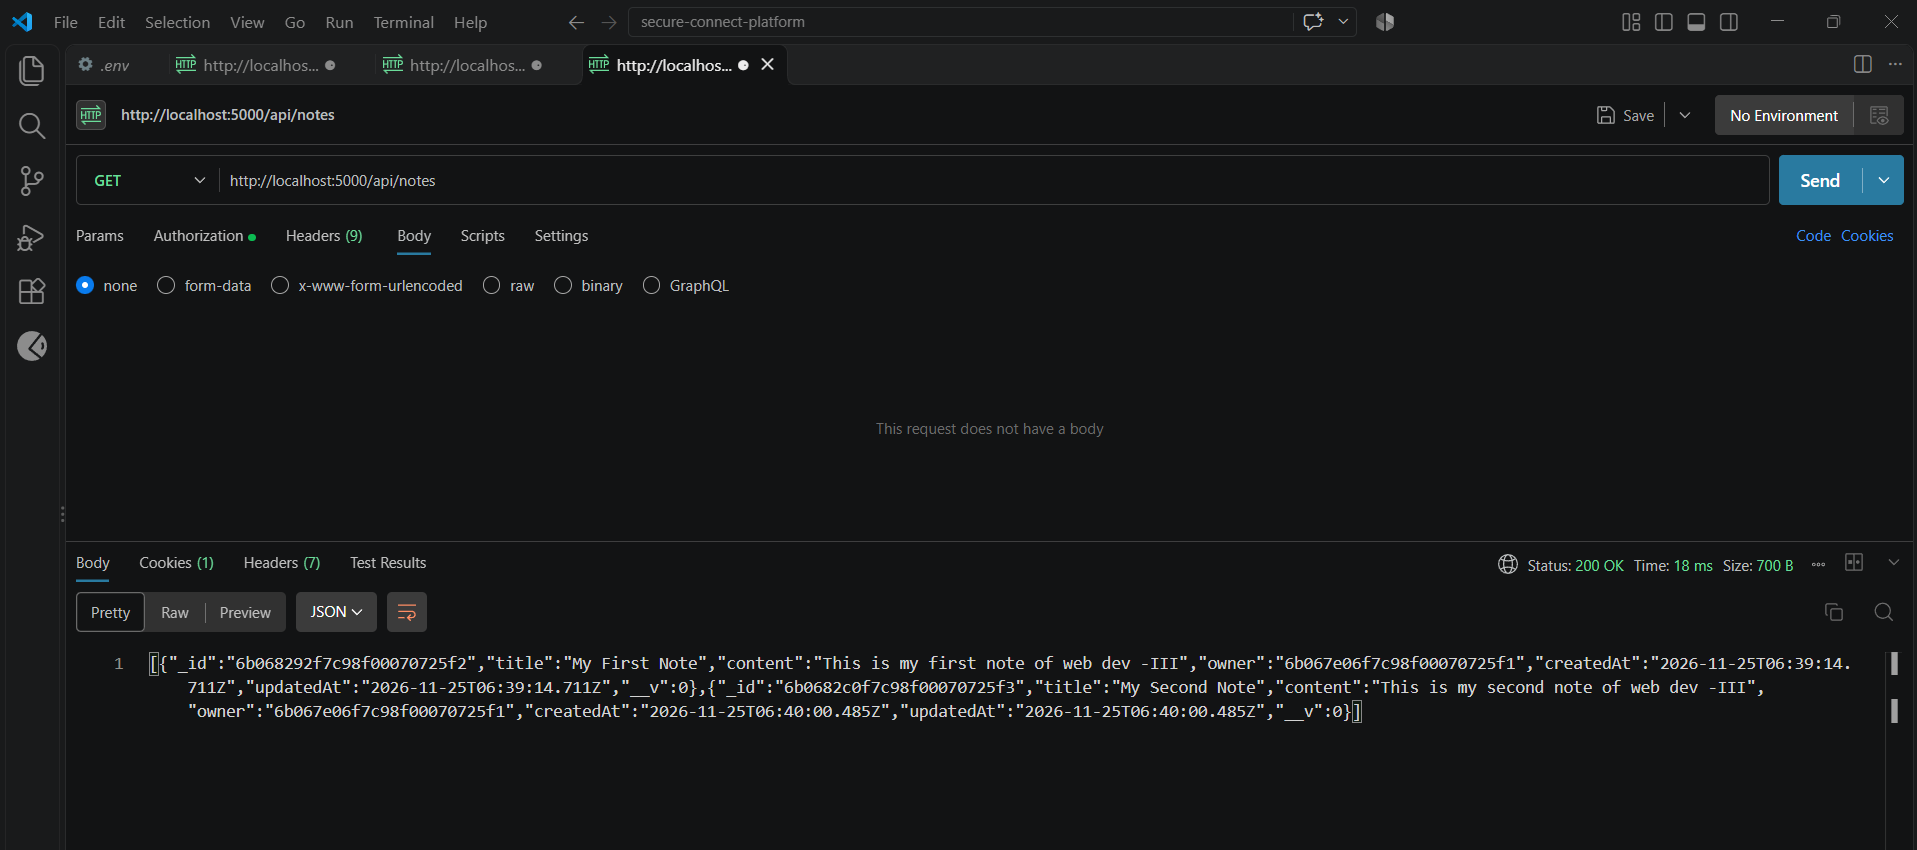 File Edit Selection View Go Run Terminal Help secure-connect-platform
.env HTTP http://localhos... HTTP http://localhos... HTTP http://localhos...
HTTP http://localhost:5000/api/notes Save No Environment
GET http://localhost:5000/api/notes Send
Params Authorization Headers (9) Body Scripts Settings Code Cookies
none form-data x-www-form-urlencoded raw binary GraphQL
This request does not have a body
Body Cookies (1) Headers (7) Test Results Status: 200 OK Time: 18 ms Size: 700 B
Pretty Raw Preview JSON
1 [{"_id":"6b068292f7c98f00070725f2","title":"My First Note","content":"This is my first note of web dev -III","owner":"6b067e06f7c98f00070725f1","createdAt":"2026-11-25T06:39:14.
711Z","updatedAt":"2026-11-25T06:39:14.711Z","__v":0},{"_id":"6b0682c0f7c98f00070725f3","title":"My Second Note","content":"This is my second note of web dev -III",
"owner":"6b067e06f7c98f00070725f1","createdAt":"2026-11-25T06:40:00.485Z","updatedAt":"2026-11-25T06:40:00.485Z","__v":0}]